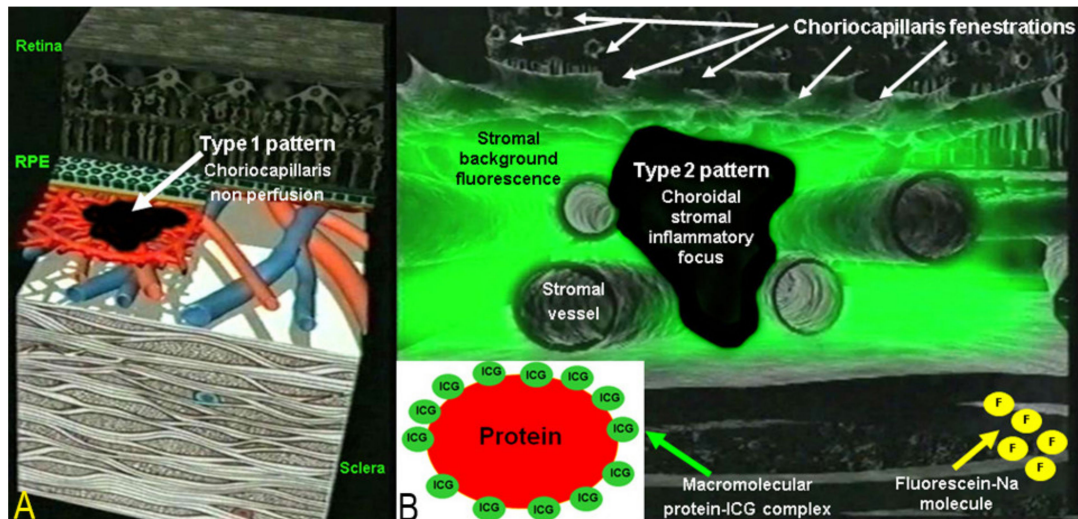 Retina
RPE
Type 1 pattern
Choriocapillaris
non perfusion
Sclera
A
Choriocapillaris fenestrations
Stromal
background
fluorescence
Type 2 pattern
Choroidal
stromal
inflammatory
focus
Stromal
vessel
ICG
ICG
ICG
ICG
ICG
ICG
ICG
ICG
ICG
ICG
ICG
ICG
ICG
Protein
Macromolecular
protein-ICG complex
F
F
F
F
F
Fluorescein-Na
molecule
B